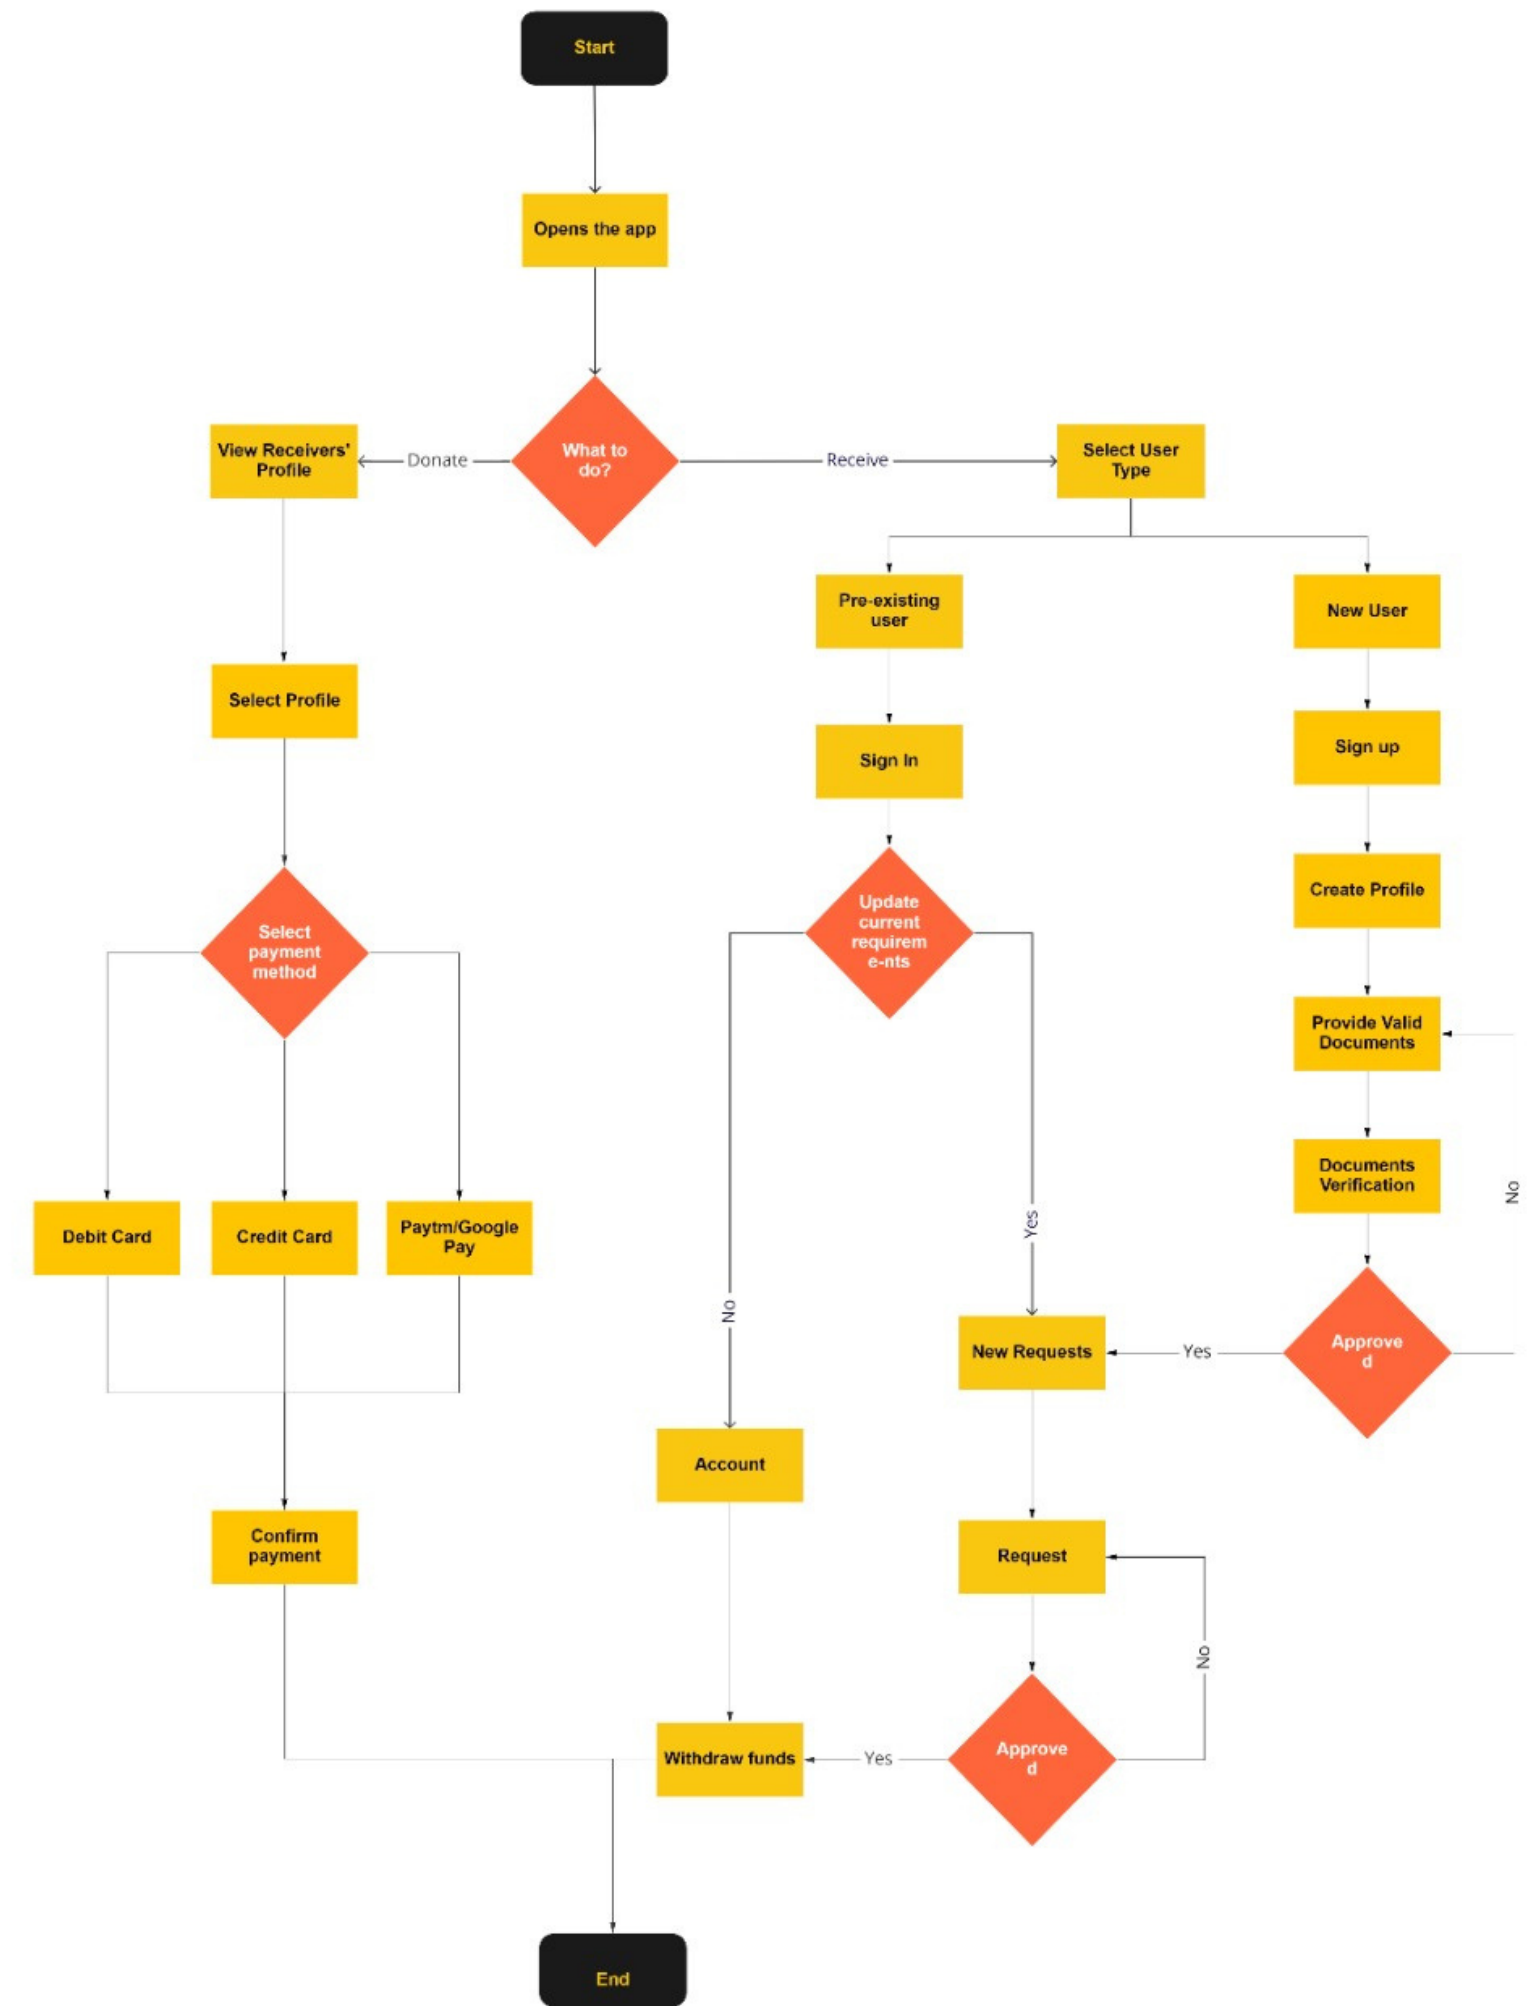 Start
Opens the app
What to
do?
Donate
Receive
View Receivers'
Profile
Select User
Type
Pre-existing
user
New User
Select Profile
Sign In
Sign up
Select
payment
method
Update
current
requirem
e-nts
Create Profile
Provide Valid
Documents
Documents
Verification
No
Debit Card
Credit Card
Paytm/Google
Pay
Yes
No
New Requests
Yes
Approve
d
Account
Confirm
payment
Request
No
Withdraw funds
Yes
Approve
d
End